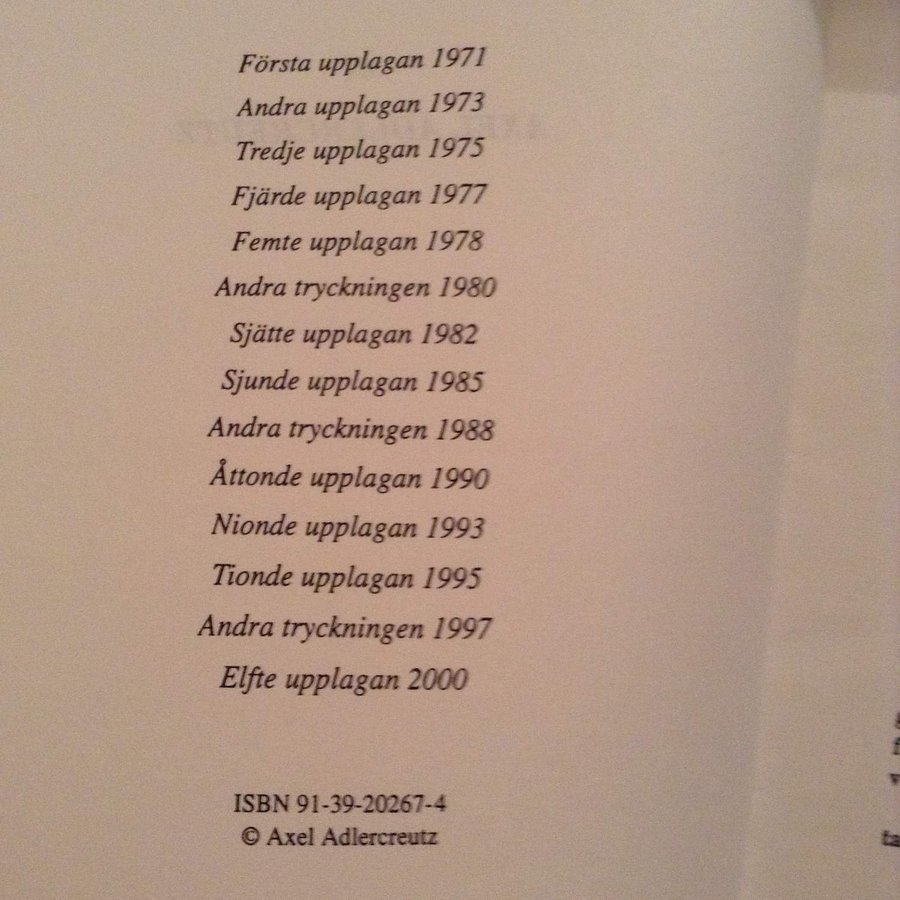 Första upplagan 1971
Andra upplagan 1973
Tredje upplagan 1975
Fjärde upplagan 1977
Femte upplagan 1978
Andra tryckningen 1980
Sjätte upplagan 1982
Sjunde upplagan 1985
Andra tryckningen 1988
Åttonde upplagan 1990
Nionde upplagan 1993
Tionde upplagan 1995
Andra tryckningen 1997
Elfte upplagan 2000
ISBN 91-39-20267-4
© Axel Adlercreutz